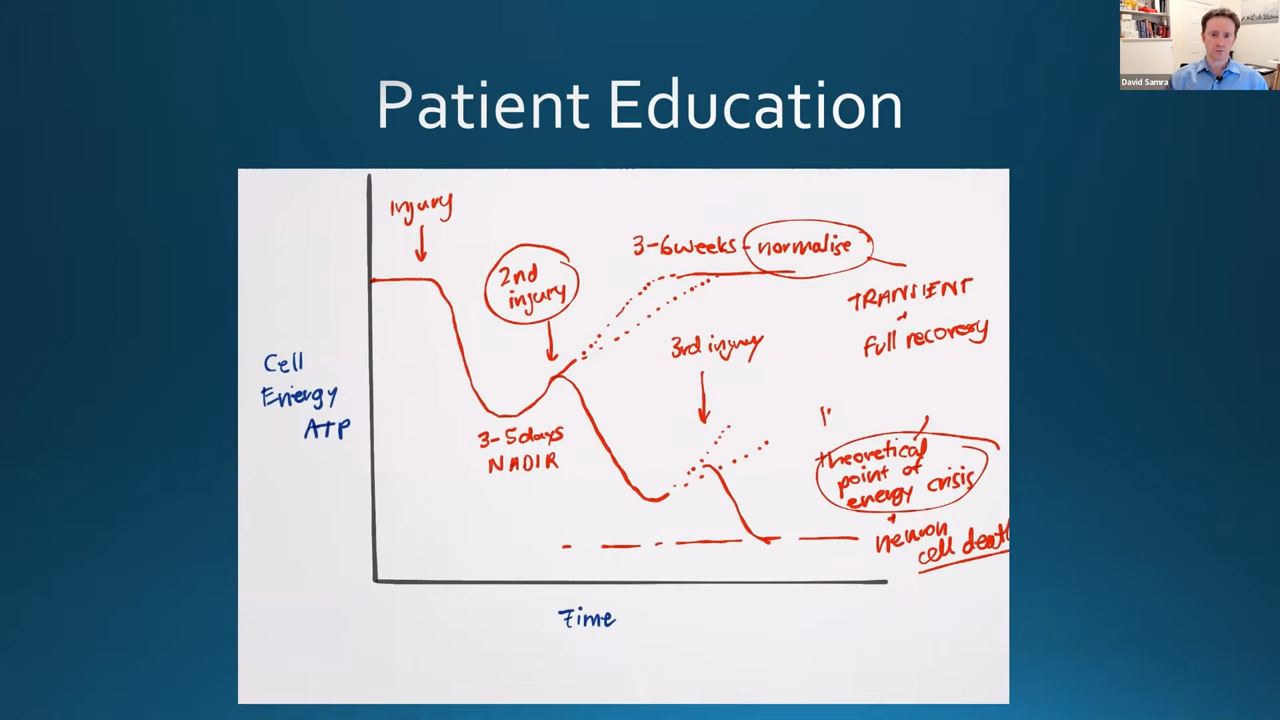 David Samra
Patient Education
Injury
2nd
injury
3-6weeks - normalise
TRANSIENT
+
full recovery
3rd injury
Cell
Energy
ATP
3-5days
NADIR
theoretical
point of
energy crisis
+
neuron
cell death
Time